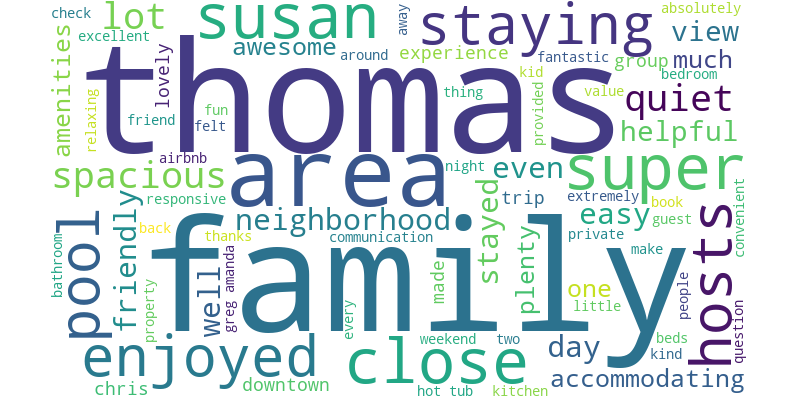 check
lot
susan
away
staying
absolutely
excellent
awesome
view
experience
around
fantastic
group
much
amenities
lovely
thomas
kid
bedroom
relaxing
thing
value
provided
quiet
friend
fun
felt
helpful
airbnb
spacious
area
night
even
super
responsive
trip
extremely
book
friendly
pool
neighborhood
stayed
plenty
easy
guest
convenient
back
thanks
communication
private
family
hosts
bathroom
well
greg amanda
made
make
one
people
property
every
little
question
enjoyed
close
weekend
two
day
beds
kind
chris
downtown
hot tub
kitchen
accommodating